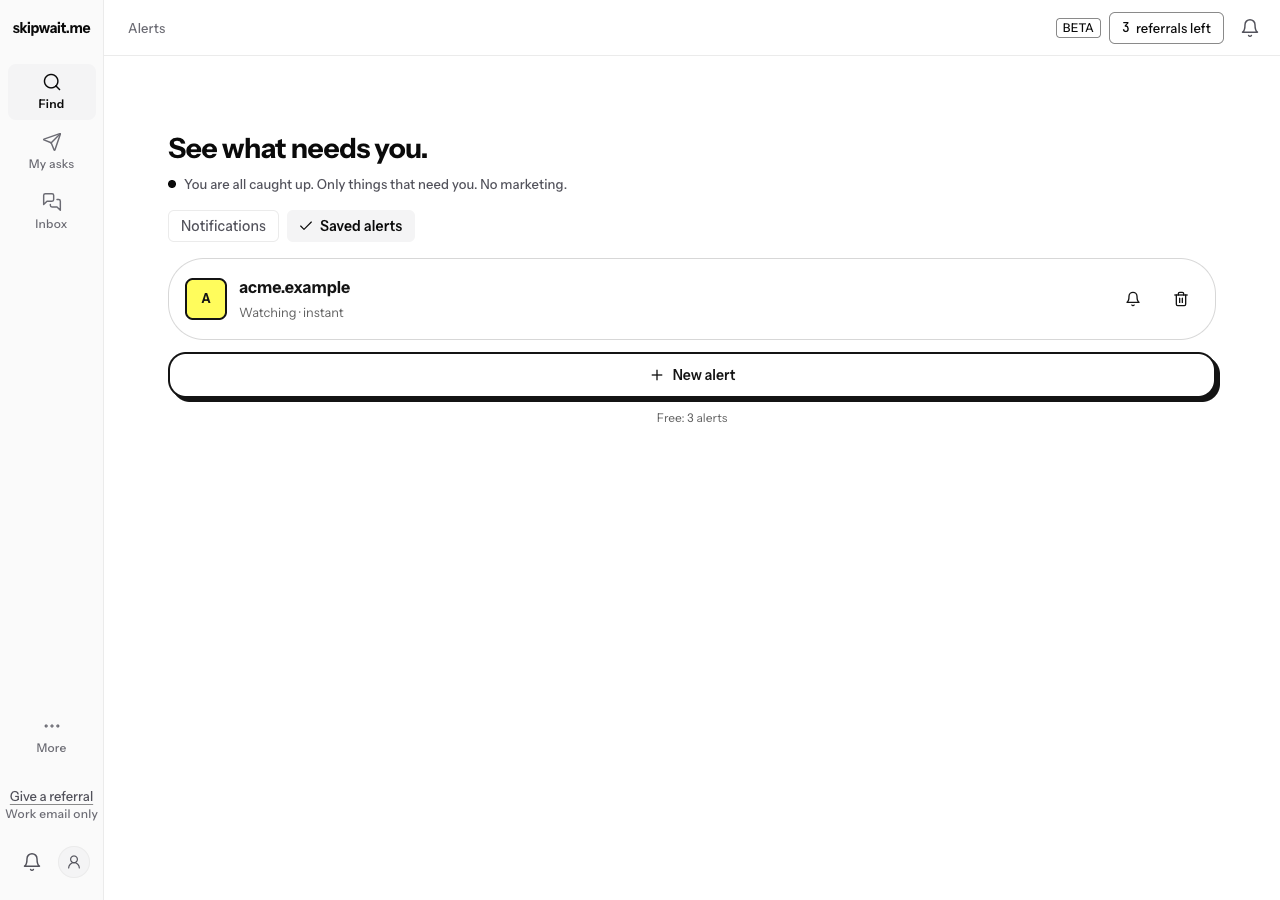 skipwait.me
Alerts
BETA
3 referrals left
Find
My asks
Inbox
See what needs you.
You are all caught up. Only things that need you. No marketing.
Notifications
Saved alerts
A
acme.example
Watching · instant
New alert
Free: 3 alerts
More
Give a referral
Work email only